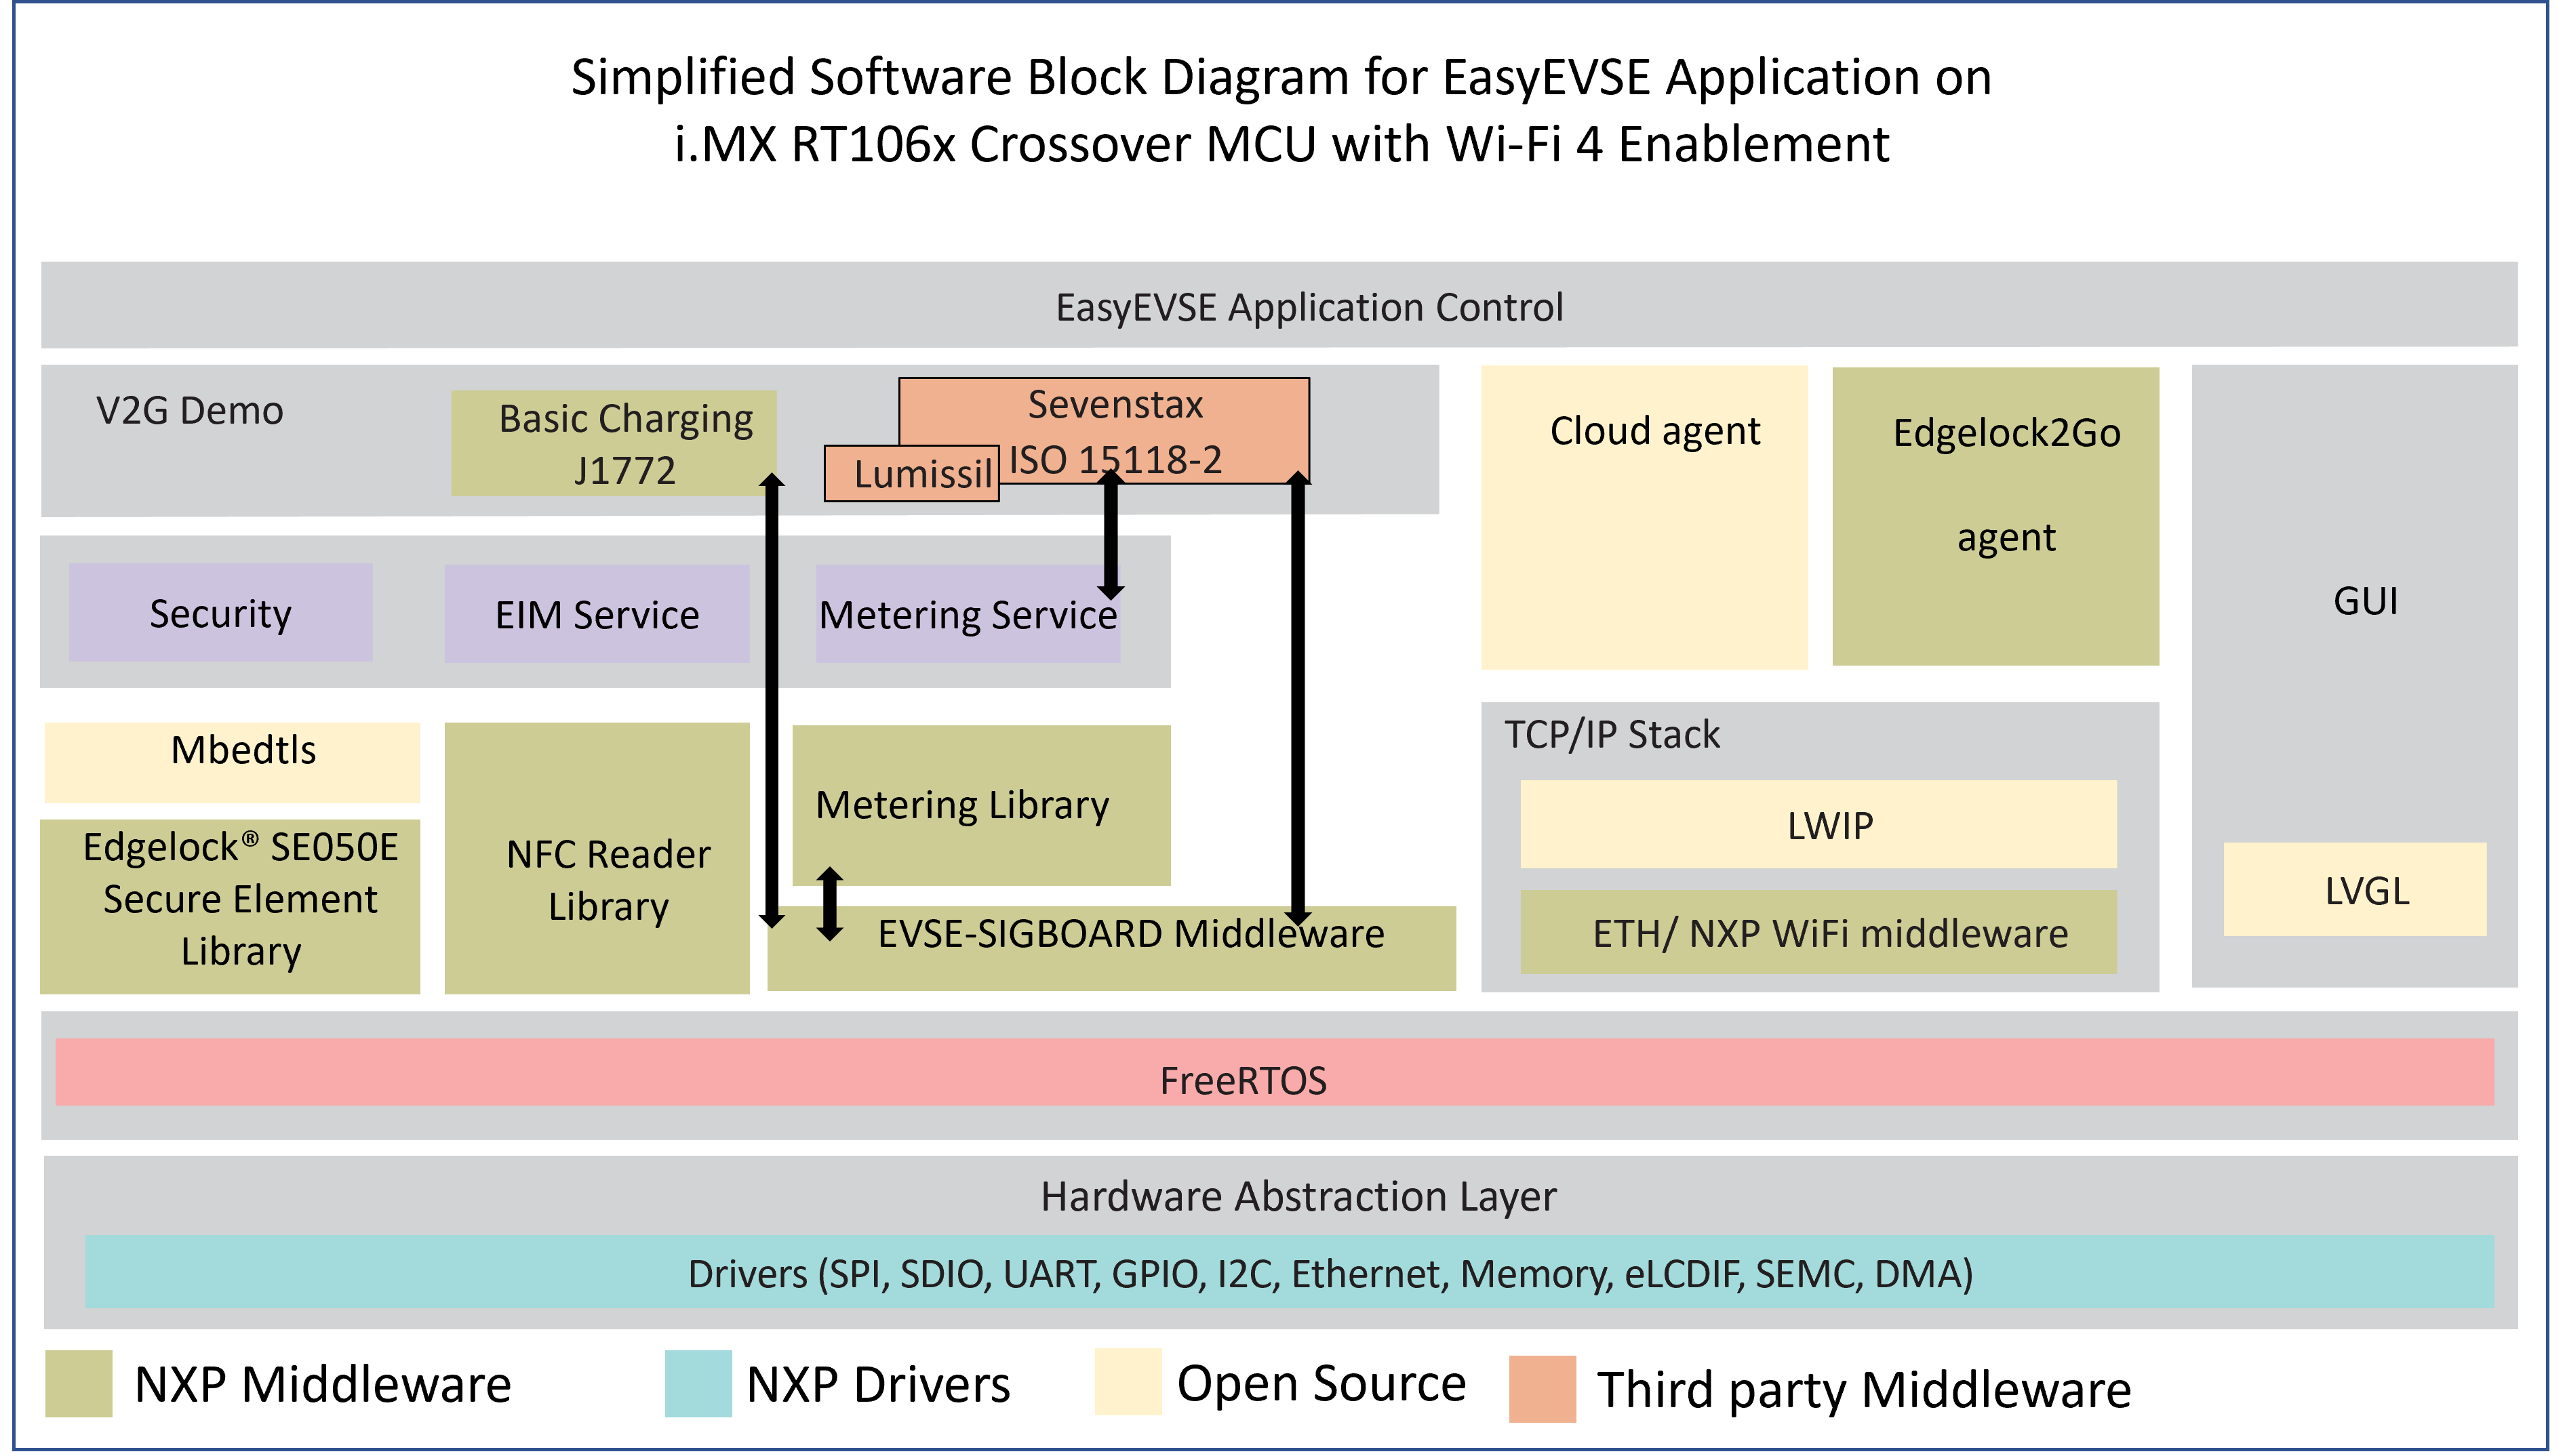 Simplified Software Block Diagram for EasyEVSE Application on
i.MX RT106x Crossover MCU with Wi-Fi 4 Enablement
EasyEVSE Application Control
V2G Demo
Basic Charging
J1772
Sevenstax
ISO 15118-2
Lumissil
Cloud agent
Edgelock2Go
agent
GUI
Security
EIM Service
Metering Service
Mbedtls
Edgelock® SE050E
Secure Element
Library
NFC Reader
Library
Metering Library
EVSE-SIGBOARD Middleware
TCP/IP Stack
LWIP
ETH/ NXP WiFi middleware
LVGL
FreeRTOS
Hardware Abstraction Layer
Drivers (SPI, SDIO, UART, GPIO, I2C, Ethernet, Memory, eLCDIF, SEMC, DMA)
NXP Middleware
NXP Drivers
Open Source
Third party Middleware